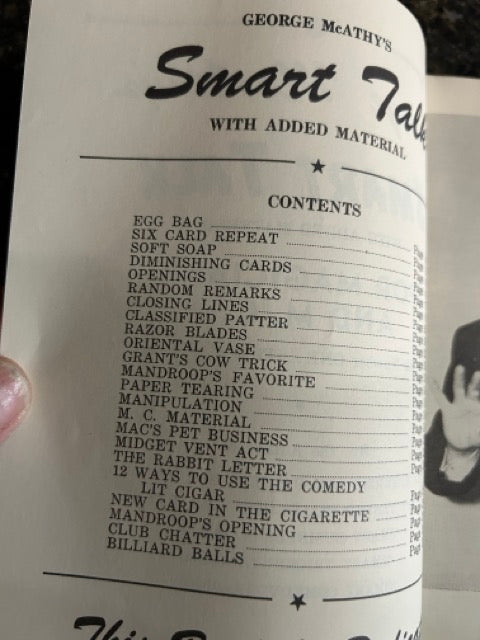 GEORGE McATHY'S
Smart Talk
WITH ADDED MATERIAL
CONTENTS
EGG BAG
SIX CARD REPEAT
SOFT SOAP
DIMINISHING CARDS
OPENINGS
RANDOM REMARKS
CLOSING LINES
CLASSIFIED PATTER
RAZOR BLADES
ORIENTAL VASE
GRANT'S COW TRICK
MANDROOP'S FAVORITE
PAPER TEARING
MANIPULATION
M. C. MATERIAL
MAC'S PET BUSINESS
MIDGET VENT ACT
THE RABBIT LETTER
12 WAYS TO USE THE COMEDY
LIT CIGAR
NEW CARD IN THE CIGARETTE
MANDROOP'S OPENING
CLUB CHATTER
BILLIARD BALLS
This